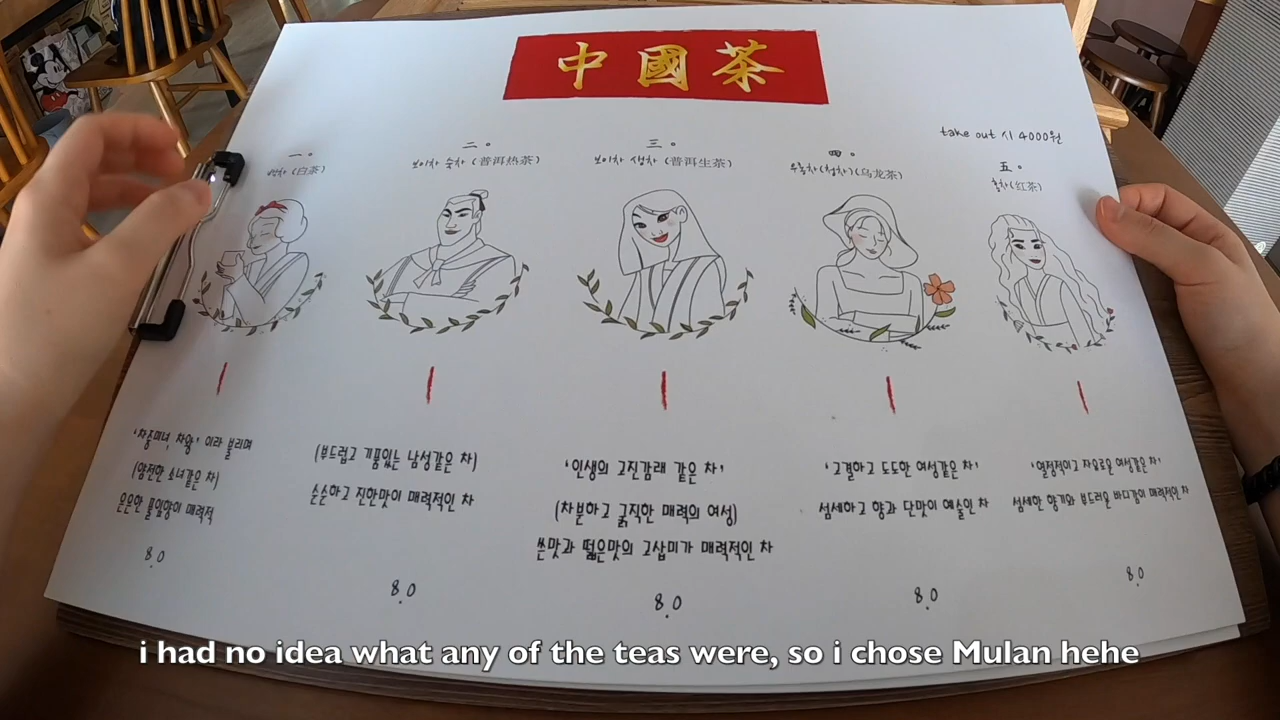 中國茶
take out 시 4000원
一。
백차 (白茶)
二。
보이차 숙차 (普洱热茶)
三。
보이차 생차 (普洱生茶)
四。
우롱차(청차)(乌龙茶)
五。
홍차(红茶)
'차중미녀, 차왕' 이라 불리며
(얌전한 소녀같은 차)
은은한 풀잎향이 매력적
8.0
(부드럽고 기품있는 남성같은 차)
순순하고 진한맛이 매력적인 차
8.0
'인생의 고진감래 같은 차'
(차분하고 굵직한 매력의 여성)
쓴맛과 떫은맛의 고삽미가 매력적인 차
8.0
'고결하고 도도한 여성같은 차'
섬세하고 향과 단맛이 예술인 차
8.0
'열정적이고 자유로운 여성같은 차'
섬세한 향기와 부드러운 바디감이 매력적인 차
8.0
i had no idea what any of the teas were, so i chose Mulan hehe